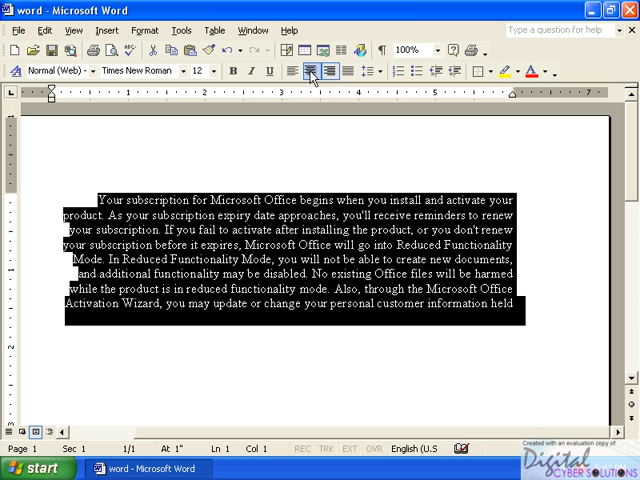 word - Microsoft Word
File Edit View Insert Format Tools Table Window Help
Type a question for help
100%
Normal (Web) Times New Roman 12 B I U
1 2 3 4 5 6 7
Your subscription for Microsoft Office begins when you install and activate your
product. As your subscription expiry date approaches, you'll receive reminders to renew
your subscription. If you fail to activate after installing the product, or you don't renew
your subscription before it expires, Microsoft Office will go into Reduced Functionality
Mode. In Reduced Functionality Mode, you will not be able to create new documents,
and additional functionality may be disabled. No existing Office files will be harmed
while the product is in reduced functionality mode. Also, through the Microsoft Office
Activation Wizard, you may update or change your personal customer information held
Page 1 Sec 1 1/1 At 1" Ln 1 Col 1 REC TRK EXT OVR English (U.S
Created with an evaluation copy of
Digital
CYBER SOLUTIONS
start word - Microsoft Word